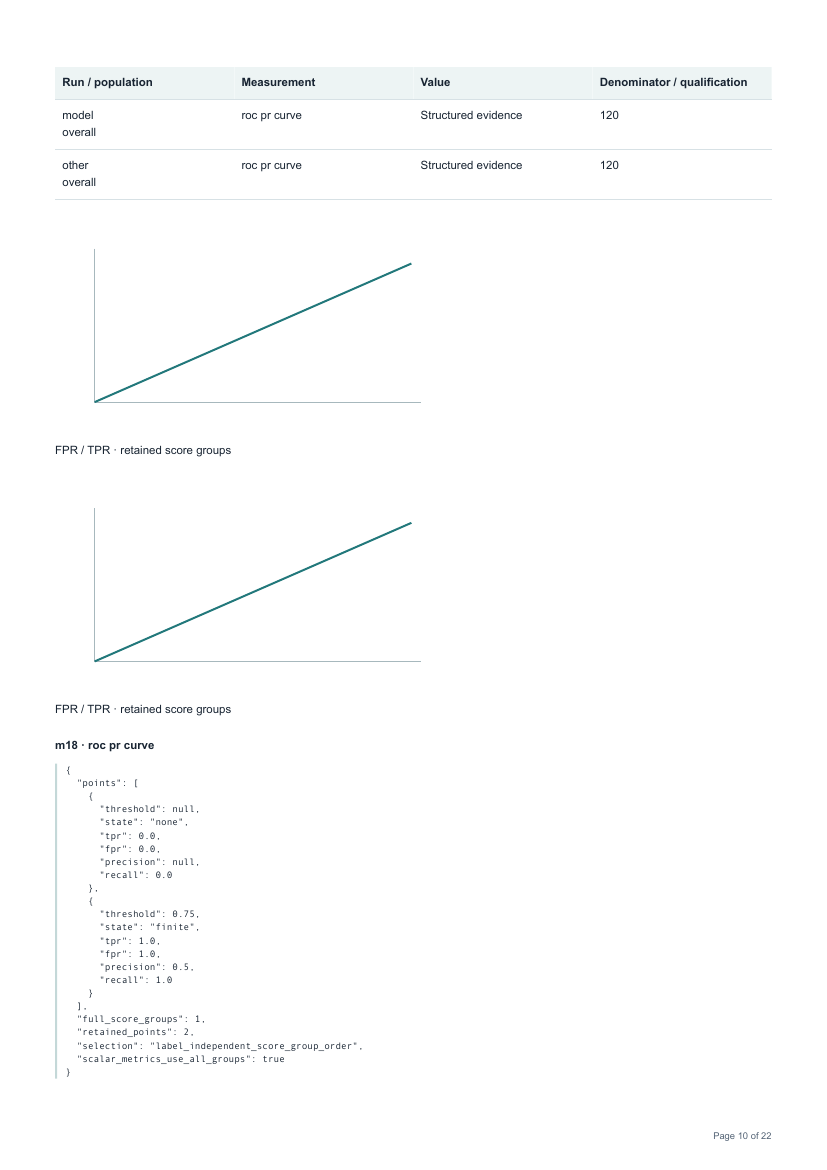 Run / population Measurement Value Denominator / qualification
model roc pr curve Structured evidence 120
overall
other roc pr curve Structured evidence 120
overall
FPR / TPR · retained score groups
FPR / TPR · retained score groups
m18 · roc pr curve
{
  "points": [
    {
      "threshold": null,
      "state": "none",
      "tpr": 0.0,
      "fpr": 0.0,
      "precision": null,
      "recall": 0.0
    },
    {
      "threshold": 0.75,
      "state": "finite",
      "tpr": 1.0,
      "fpr": 1.0,
      "precision": 0.5,
      "recall": 1.0
    }
  ],
  "full_score_groups": 1,
  "retained_points": 2,
  "selection": "label_independent_score_group_order",
  "scalar_metrics_use_all_groups": true
}
Page 10 of 22